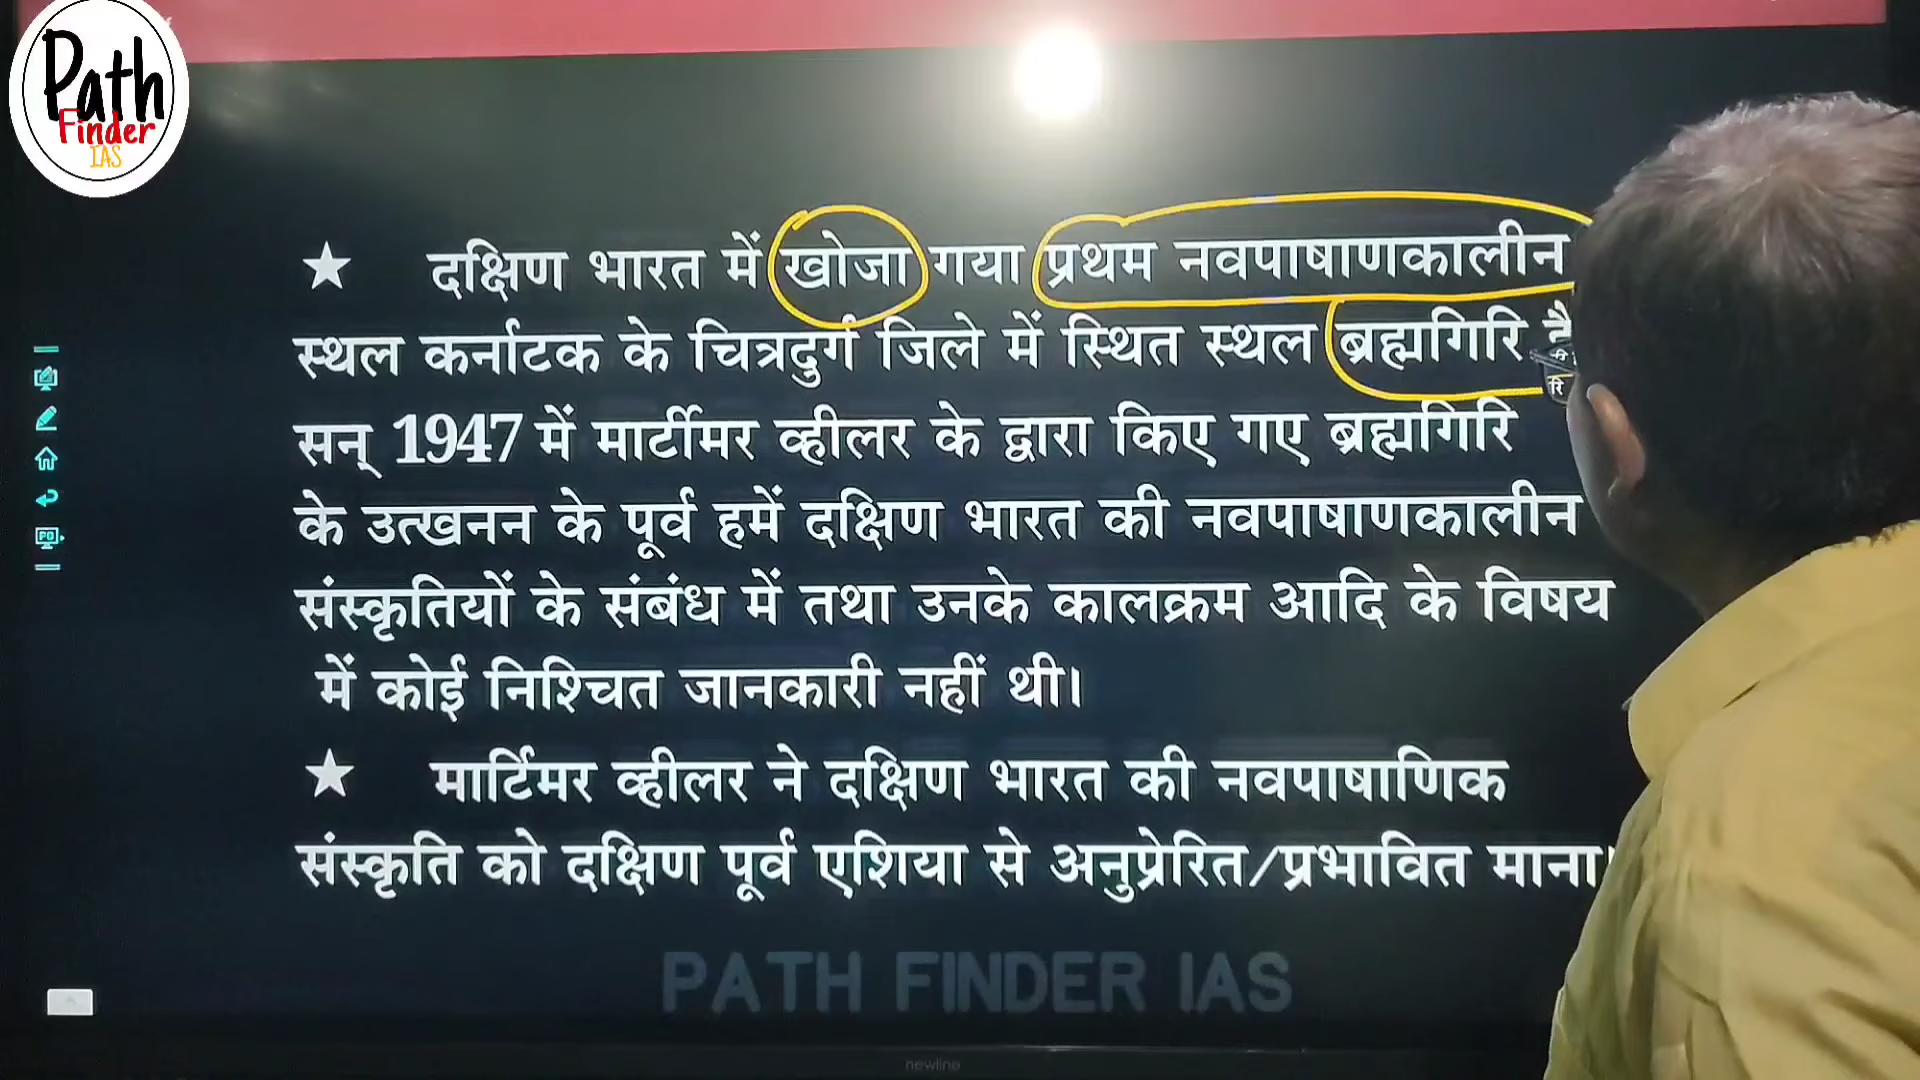 Path
Finder
IAS
★ दक्षिण भारत में खोजा गया प्रथम नवपाषाणकालीन
स्थल कर्नाटक के चित्रदुर्ग जिले में स्थित स्थल ब्रह्मगिरि है
सन् 1947 में मार्टीमर व्हीलर के द्वारा किए गए ब्रह्मगिरि
के उत्खनन के पूर्व हमें दक्षिण भारत की नवपाषाणकालीन
संस्कृतियों के संबंध में तथा उनके कालक्रम आदि के विषय
में कोई निश्चित जानकारी नहीं थी।
★ मार्टिमर व्हीलर ने दक्षिण भारत की नवपाषाणिक
संस्कृति को दक्षिण पूर्व एशिया से अनुप्रेरित/प्रभावित माना।
PATH FINDER IAS
newline